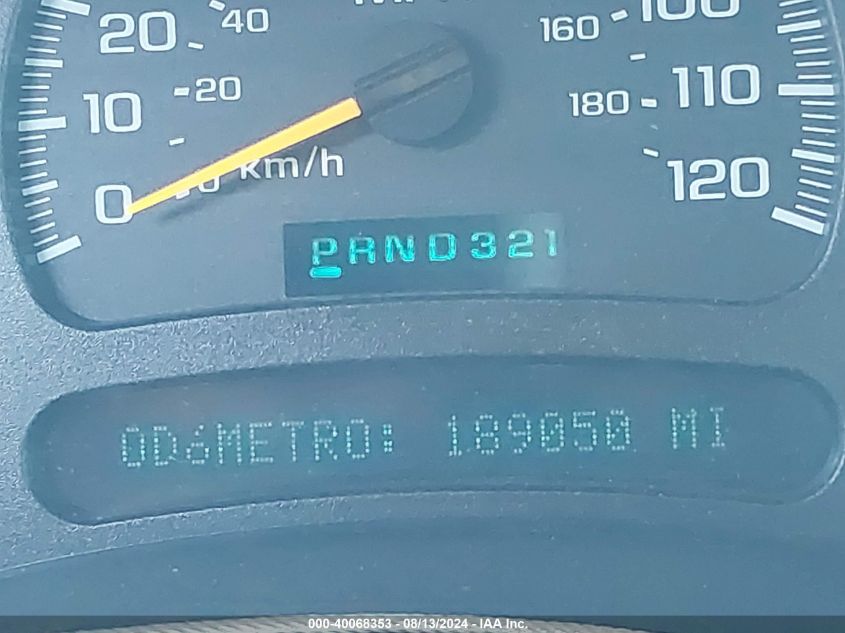 20 40 160 100
10 20 180 110
0 km/h 120
PRND321
ODóMETRO: 189050 MI
000-40068353 - 08/13/2024 - IAA Inc.